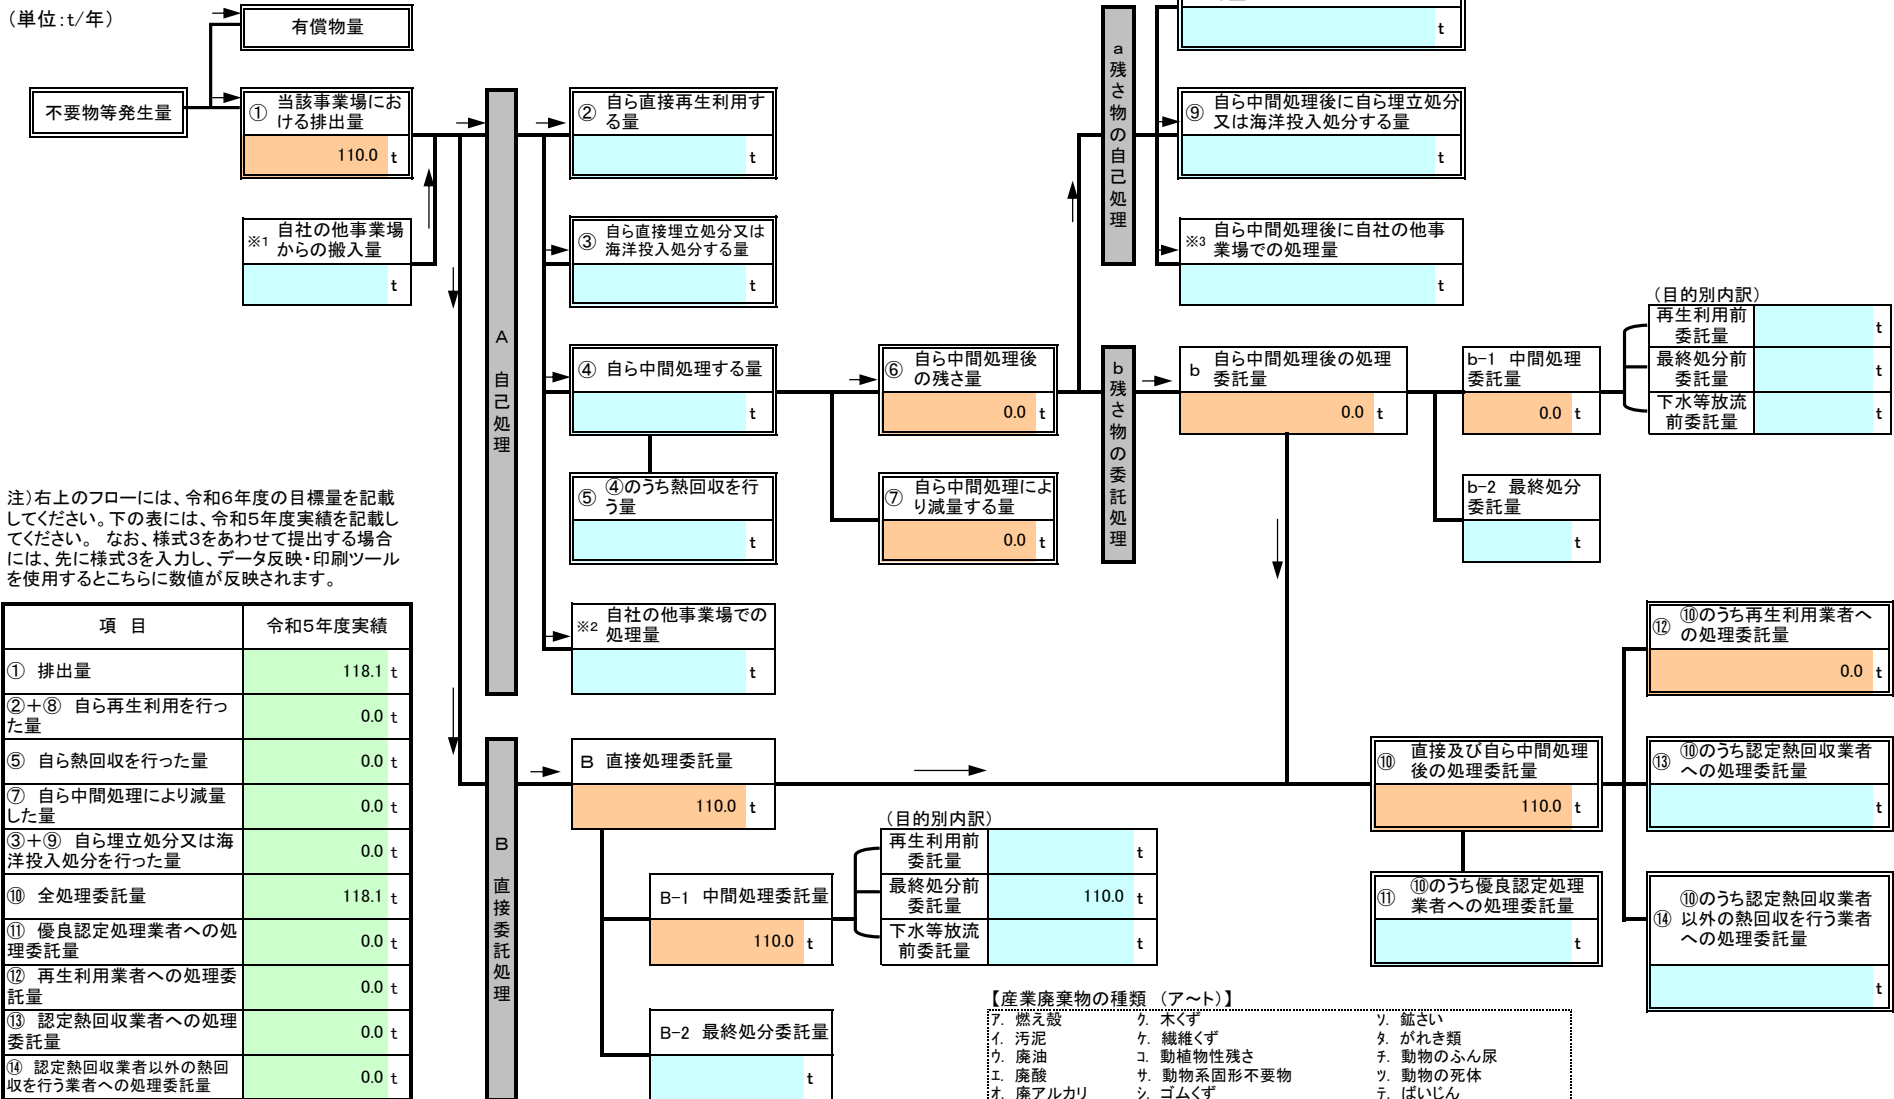 (単位:t/年)
有償物量
不要物等発生量
① 当該事業場にお
ける排出量
110.0 t
※1 自社の他事業場
からの搬入量
t
A 自己処理
② 自ら直接再生利用す
る量
t
③ 自ら直接埋立処分又は
海洋投入処分する量
t
④ 自ら中間処理する量
t
⑤ ④のうち熱回収を行
う量
t
※2 自社の他事業場での
処理量
t
⑥ 自ら中間処理後
の残さ量
0.0 t
⑦ 自ら中間処理によ
り減量する量
0.0 t
a 残さ物の自己処理
t
⑨ 自ら中間処理後に自ら埋立処分
又は海洋投入処分する量
t
※3 自ら中間処理後に自社の他事
業場での処理量
t
b 残さ物の委託処理
b 自ら中間処理後の処理
委託量
0.0 t
b-1 中間処理
委託量
0.0 t
(目的別内訳)
再生利用前
委託量
t
最終処分前
委託量
t
下水等放流
前委託量
t
b-2 最終処分
委託量
t
注)右上のフローには、令和6年度の目標量を記載
してください。下の表には、令和5年度実績を記載し
てください。 なお、様式3をあわせて提出する場合
には、先に様式3を入力し、データ反映・印刷ツール
を使用するとこちらに数値が反映されます。
項 目 令和5年度実績
① 排出量 118.1 t
②+⑧ 自ら再生利用を行っ
た量 0.0 t
⑤ 自ら熱回収を行った量 0.0 t
⑦ 自ら中間処理により減量
した量 0.0 t
③+⑨ 自ら埋立処分又は海
洋投入処分を行った量 0.0 t
⑩ 全処理委託量 118.1 t
⑪ 優良認定処理業者への処
理委託量 0.0 t
⑫ 再生利用業者への処理委
託量 0.0 t
⑬ 認定熱回収業者への処理
委託量 0.0 t
⑭ 認定熱回収業者以外の熱回
収を行う業者への処理委託量 0.0 t
B 直接委託処理
B 直接処理委託量
110.0 t
B-1 中間処理委託量
110.0 t
(目的別内訳)
再生利用前
委託量
t
最終処分前
委託量
110.0 t
下水等放流
前委託量
t
B-2 最終処分委託量
t
⑩ 直接及び自ら中間処理
後の処理委託量
110.0 t
⑪ ⑩のうち優良認定処理
業者への処理委託量
t
⑫ ⑩のうち再生利用業者へ
の処理委託量
0.0 t
⑬ ⑩のうち認定熱回収業者
への処理委託量
t
⑭ ⑩のうち認定熱回収業者
以外の熱回収を行う業者
への処理委託量
t
【産業廃棄物の種類 (ア~ト)】
ア. 燃え殻 ク. 木くず ソ. 鉱さい
イ. 汚泥 ケ. 繊維くず タ. がれき類
ウ. 廃油 コ. 動植物性残さ チ. 動物のふん尿
エ. 廃酸 サ. 動物系固形不要物 ツ. 動物の死体
オ. 廃アルカリ シ. ゴムくず テ. ばいじん